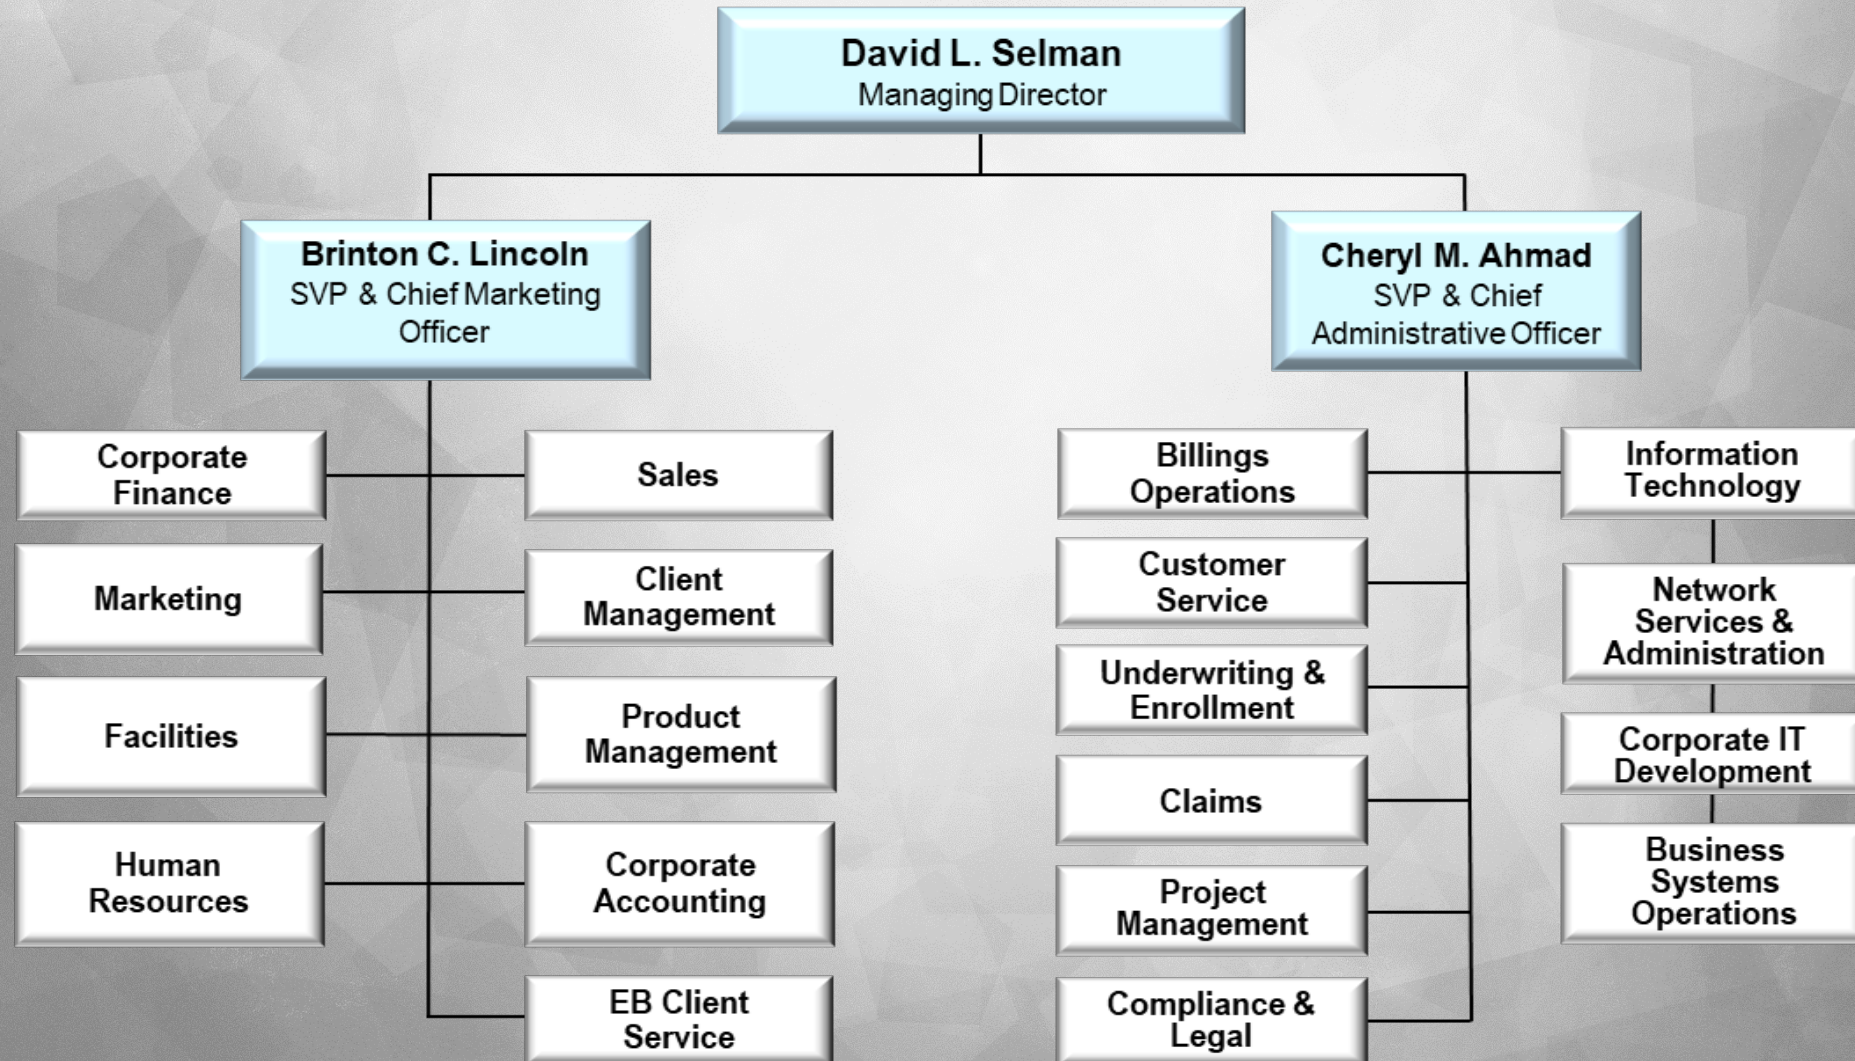 David L. Selman
Managing Director
Brinton C. Lincoln
SVP & Chief Marketing
Officer
Cheryl M. Ahmad
SVP & Chief
Administrative Officer
Corporate
Finance
Sales
Marketing
Client
Management
Facilities
Product
Management
Human
Resources
Corporate
Accounting
EB Client
Service
Billings
Operations
Customer
Service
Underwriting &
Enrollment
Claims
Project
Management
Compliance &
Legal
Information
Technology
Network
Services &
Administration
Corporate IT
Development
Business
Systems
Operations